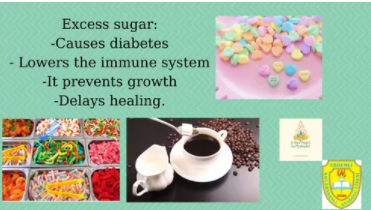 Excess sugar:
-Causes diabetes
- Lowers the immune system
-It prevents growth
-Delays healing.